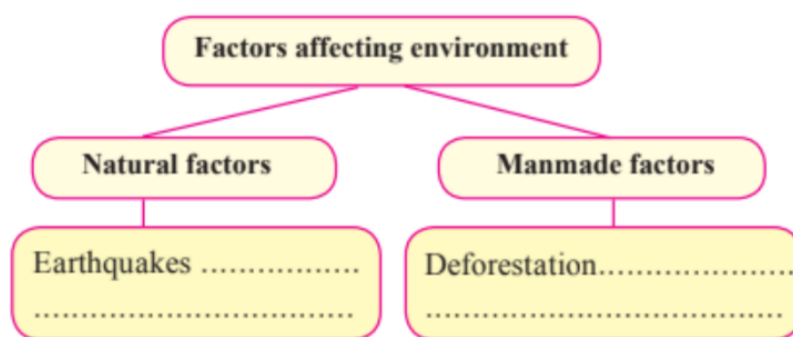 Factors affecting environment
Natural factors
Manmade factors
Earthquakes .................
..................................
Deforestation.....................
......................................